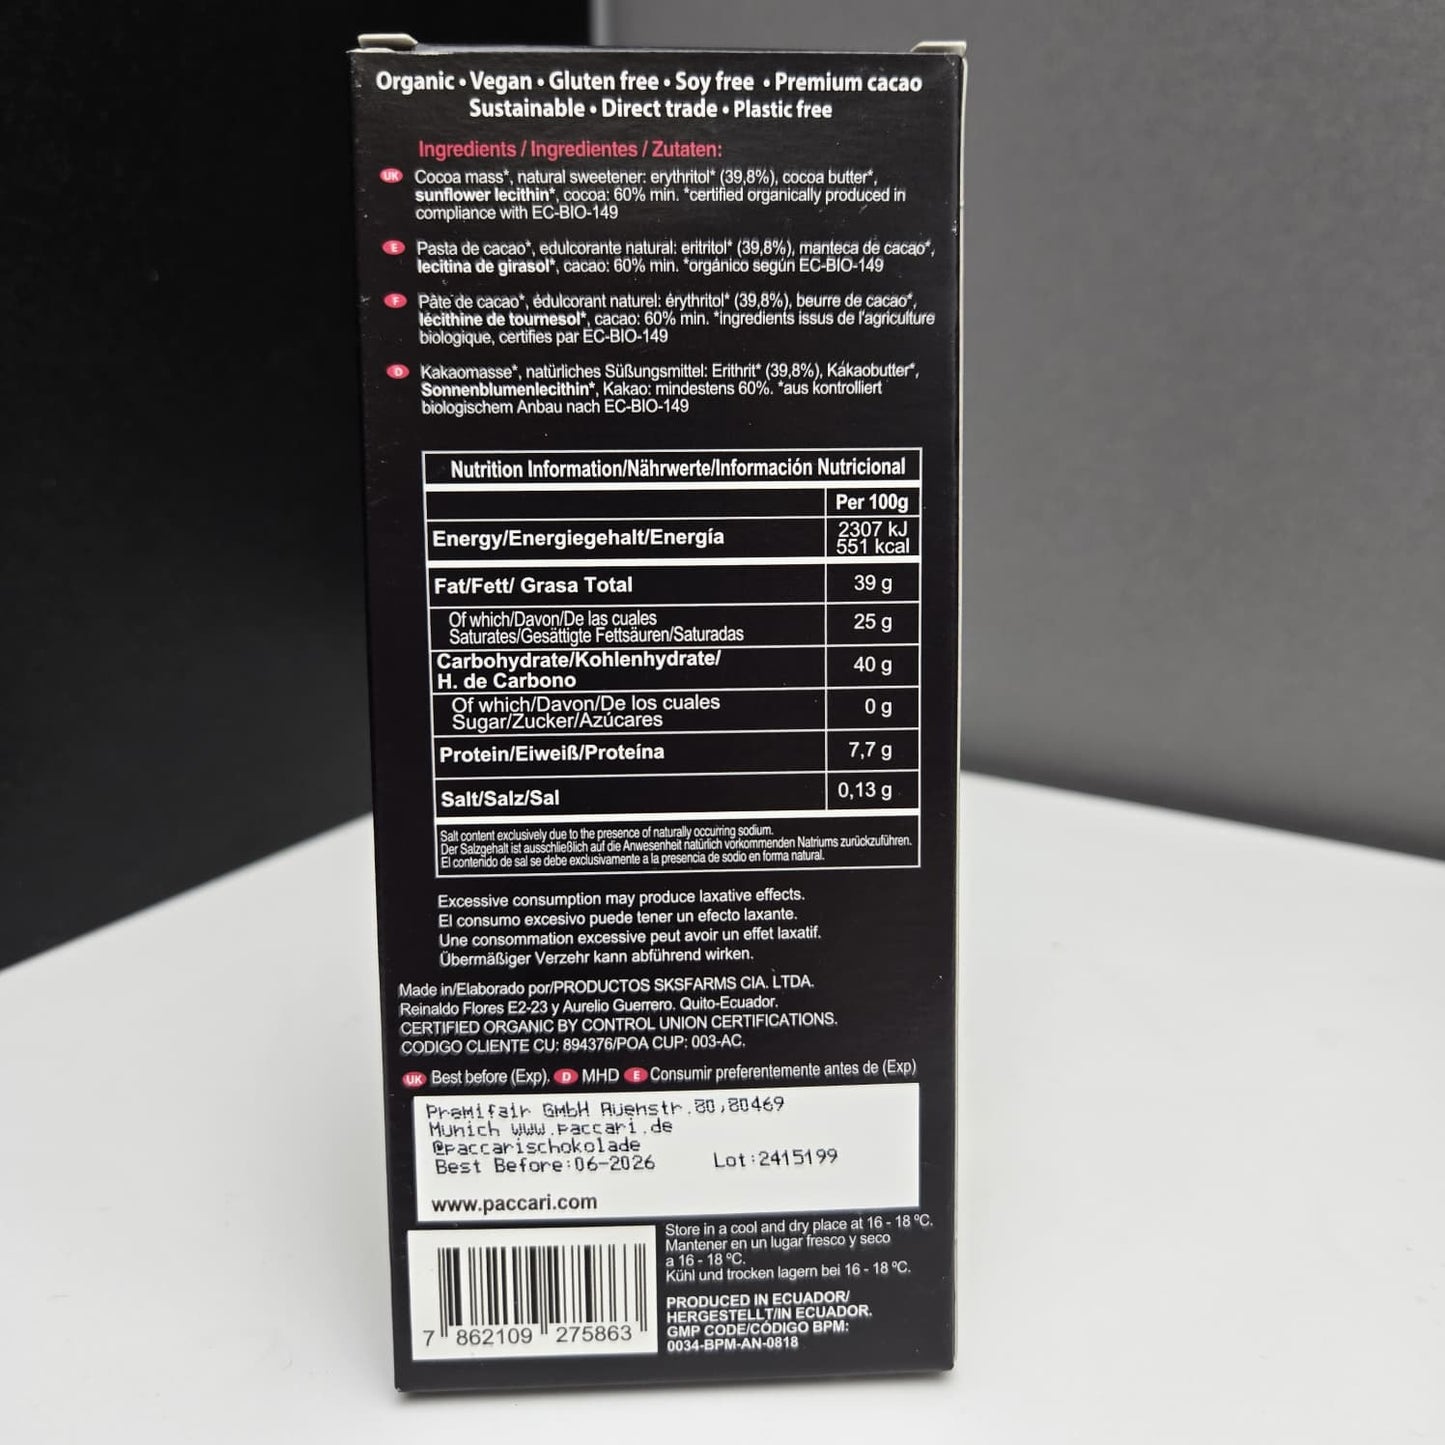 Organic • Vegan • Gluten free • Soy free • Premium cacao
Sustainable • Direct trade • Plastic free
Ingredients / Ingredientes / Zutaten:
UK Cocoa mass*, natural sweetener: erythritol* (39,8%), cocoa butter*,
sunflower lecithin*, cocoa: 60% min. *certified organically produced in
compliance with EC-BIO-149
E Pasta de cacao*, edulcorante natural: eritritol* (39,8%), manteca de cacao*,
lecitina de girasol*, cacao: 60% min. *orgánico según EC-BIO-149
F Pâte de cacao*, édulcorant naturel: érythritol* (39,8%), beurre de cacao*,
lécithine de tournesol*, cacao: 60% min. *ingredients issus de l'agriculture
biologique, certifies par EC-BIO-149
D Kakaomasse*, natürliches Süßungsmittel: Erithrit* (39,8%), Kakaobutter*,
Sonnenblumenlecithin*, Kakao: mindestens 60%. *aus kontrolliert
biologischem Anbau nach EC-BIO-149
Nutrition Information/Nährwerte/Información Nutricional
Per 100g
Energy/Energiegehalt/Energía 2307 kJ
551 kcal
Fat/Fett/ Grasa Total 39 g
Of which/Davon/De las cuales
Saturates/Gesättigte Fettsäuren/Saturadas 25 g
Carbohydrate/Kohlenhydrate/
H. de Carbono 40 g
Of which/Davon/De los cuales
Sugar/Zucker/Azúcares 0 g
Protein/Eiweiß/Proteína 7,7 g
Salt/Salz/Sal 0,13 g
Salt content exclusively due to the presence of naturally occurring sodium.
Der Salzgehalt ist ausschließlich auf die Anwesenheit natürlich vorkommenden Natriums zurückzuführen.
El contenido de sal se debe exclusivamente a la presencia de sodio en forma natural.
Excessive consumption may produce laxative effects.
El consumo excesivo puede tener un efecto laxante.
Une consommation excessive peut avoir un effet laxatif.
Übermäßiger Verzehr kann abführend wirken.
Made in/Elaborado por/PRODUCTOS SKSFARMS CIA. LTDA.
Reinaldo Flores E2-23 y Aurelio Guerrero. Quito-Ecuador.
CERTIFIED ORGANIC BY CONTROL UNION CERTIFICATIONS.
CODIGO CLIENTE CU: 894376/POA CUP: 003-AC.
UK Best before (Exp), D MHD E Consumir preferentemente antes de (Exp)
Premifair GmbH Auenstr.80,80469
Munich www.paccari.de
@paccarischokolade
Best Before:06-2026 Lot:2415199
www.paccari.com
Store in a cool and dry place at 16 - 18 ºC.
Mantener en un lugar fresco y seco
a 16 - 18 ºC.
Kühl und trocken lagern bei 16 - 18 ºC.
PRODUCED IN ECUADOR/
HERGESTELLT/IN ECUADOR.
GMP CODE/CÓDIGO BPM:
0034-BPM-AN-0818
7 862109 275863